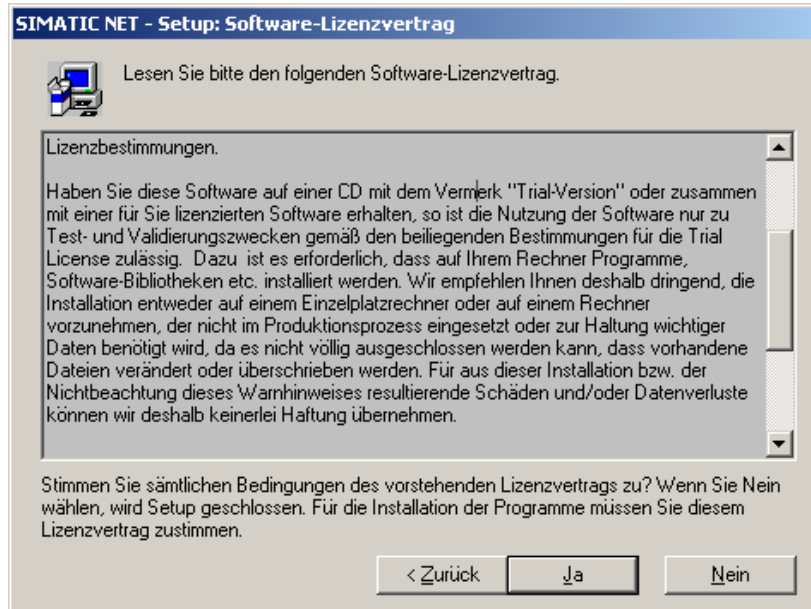 SIMATIC NET - Setup: Software-Lizenzvertrag
Lesen Sie bitte den folgenden Software-Lizenzvertrag.
Lizenzbestimmungen.
Haben Sie diese Software auf einer CD mit dem Vermerk "Trial-Version" oder zusammen
mit einer für Sie lizenzierten Software erhalten, so ist die Nutzung der Software nur zu
Test- und Validierungszwecken gemäß den beiliegenden Bestimmungen für die Trial
License zulässig.  Dazu  ist es erforderlich, dass auf Ihrem Rechner Programme,
Software-Bibliotheken etc. installiert werden. Wir empfehlen Ihnen deshalb dringend, die
Installation entweder auf einem Einzelplatzrechner oder auf einem Rechner
vorzunehmen, der nicht im Produktionsprozess eingesetzt oder zur Haltung wichtiger
Daten benötigt wird, da es nicht völlig ausgeschlossen werden kann, dass vorhandene
Dateien verändert oder überschrieben werden. Für aus dieser Installation bzw. der
Nichtbeachtung dieses Warnhinweises resultierende Schäden und/oder Datenverluste
können wir deshalb keinerlei Haftung übernehmen.
Stimmen Sie sämtlichen Bedingungen des vorstehenden Lizenzvertrags zu? Wenn Sie Nein
wählen, wird Setup geschlossen. Für die Installation der Programme müssen Sie diesem
Lizenzvertrag zustimmen.
< Zurück Ja Nein